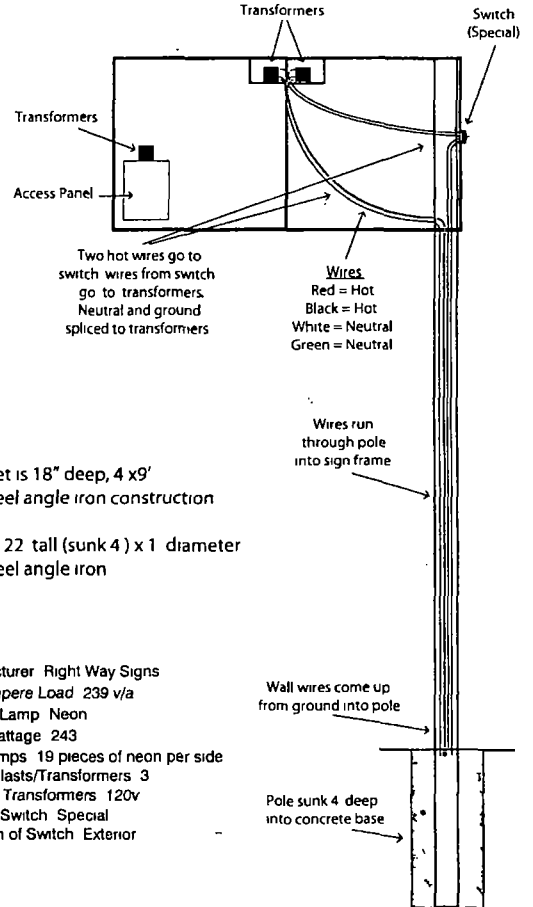 Transformers
Switch
(Special)
Transformers
Access Panel
Two hot wires go to
switch wires from switch
go to transformers.
Neutral and ground
spliced to transformers
Wires
Red = Hot
Black = Hot
White = Neutral
Green = Neutral
Wires run
through pole
into sign frame
et is 18" deep, 4 x9'
eel angle iron construction
22 tall (sunk 4 ) x 1 diameter
eel angle iron
cturer Right Way Signs
pere Load 239 v/a
Lamp Neon
attage 243
mps 19 pieces of neon per side
lasts/Transformers 3
Transformers 120v
Switch Special
n of Switch Exterior
Wall wires come up
from ground into pole
Pole sunk 4 deep
into concrete base